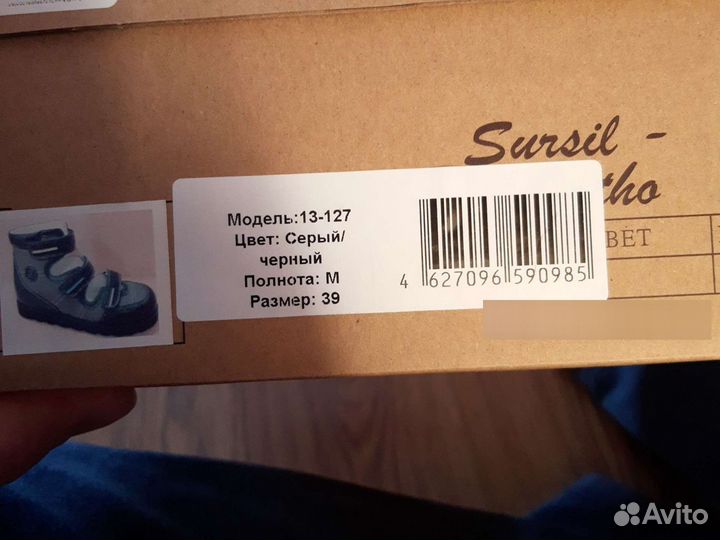 Sursil -
tho
Модель:13-127
Цвет: Серый/
черный
Полнота: М
Размер: 39
4 627096 590985
ВЕТ
Avito